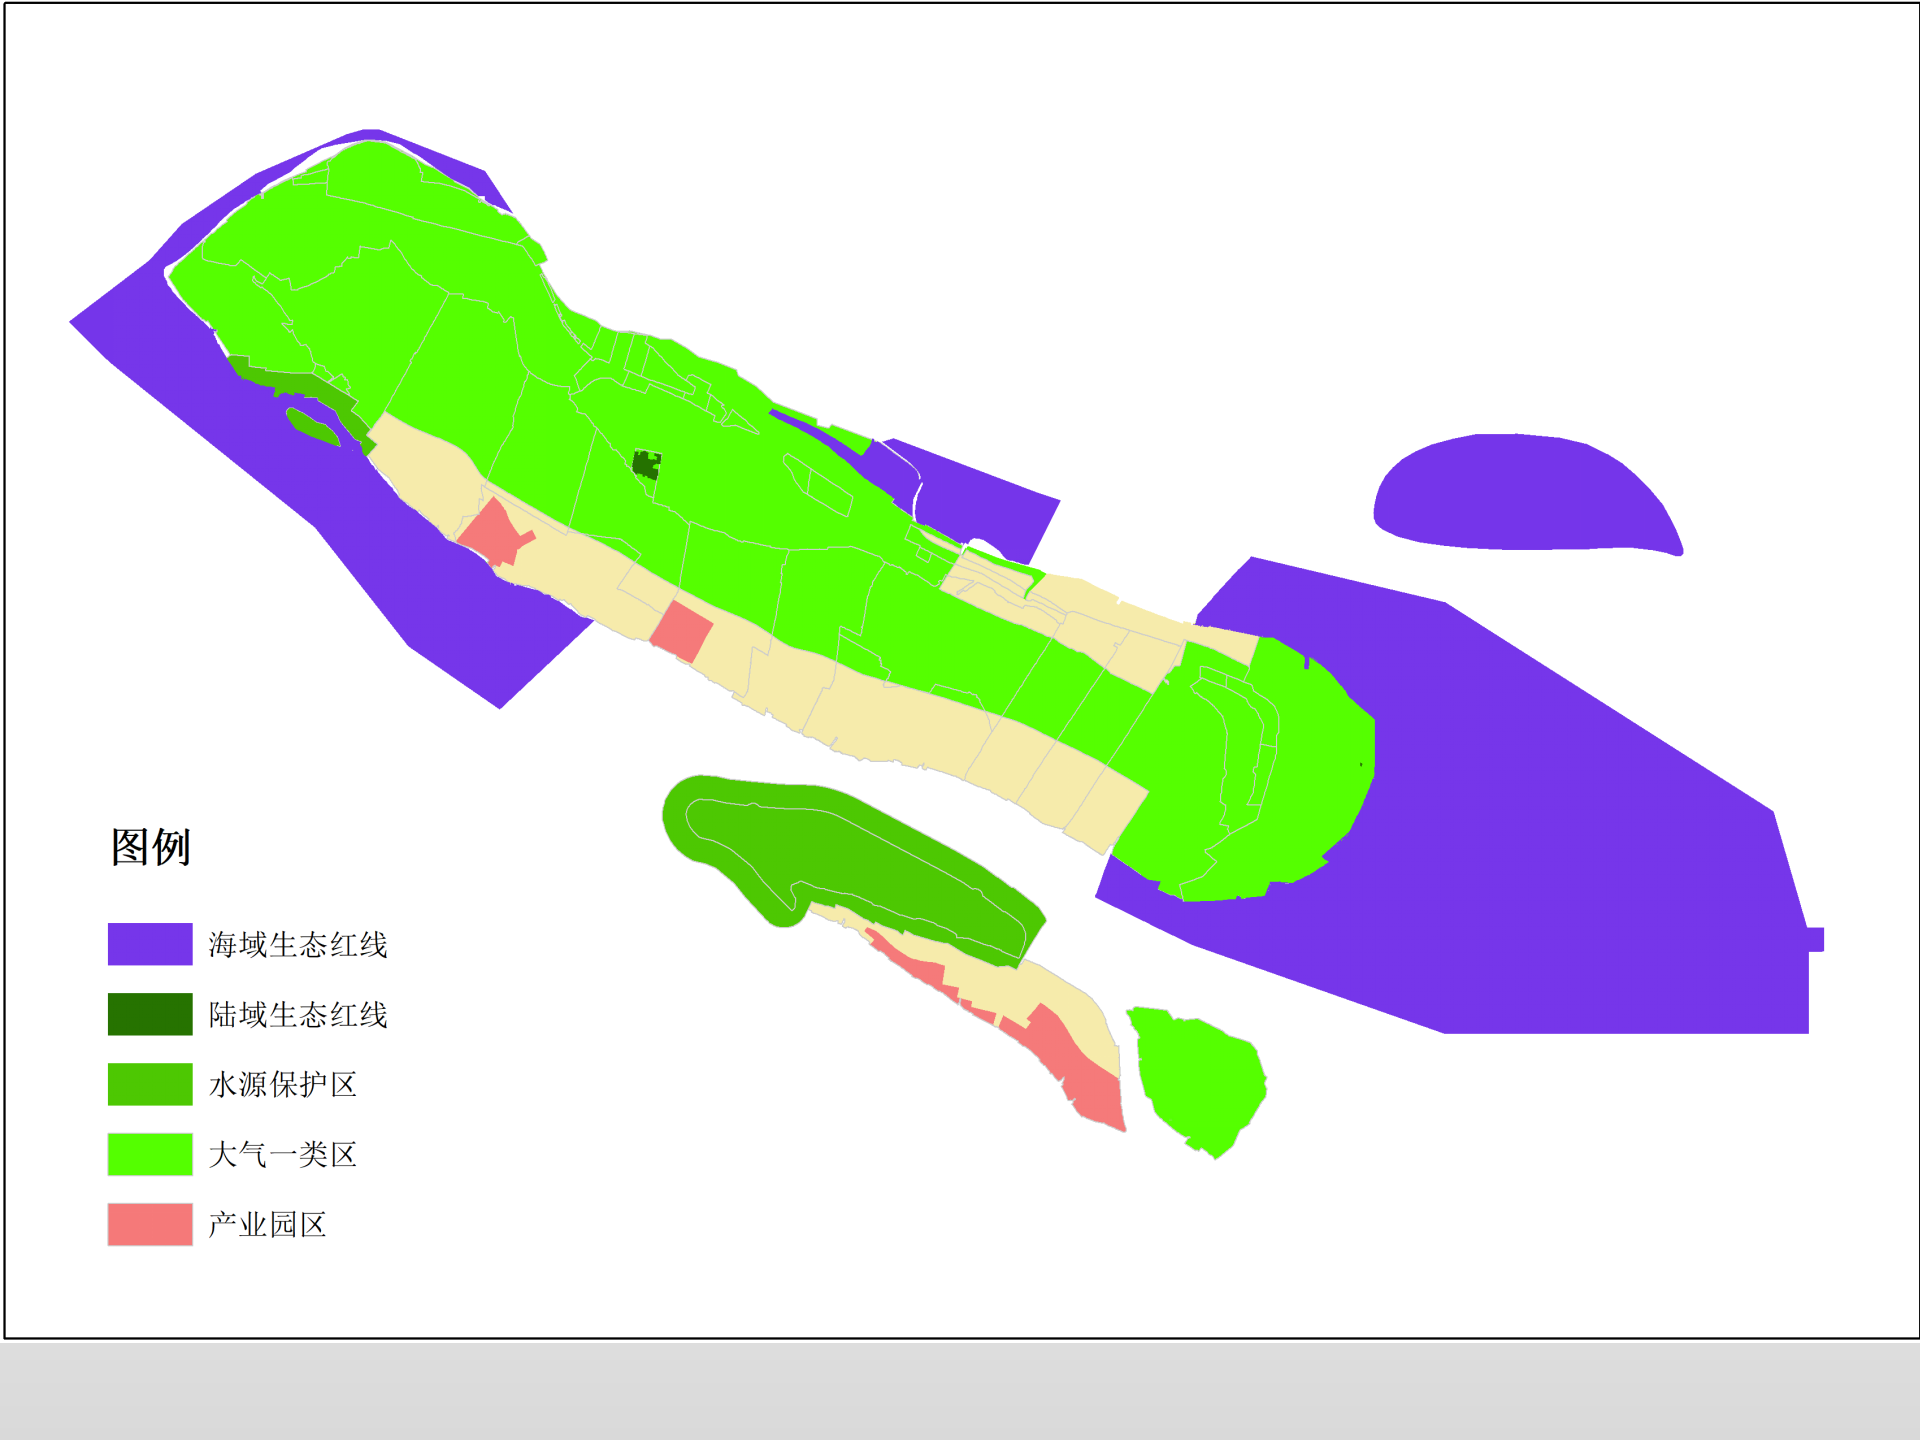 图例
海域生态红线
陆域生态红线
水源保护区
大气一类区
产业园区